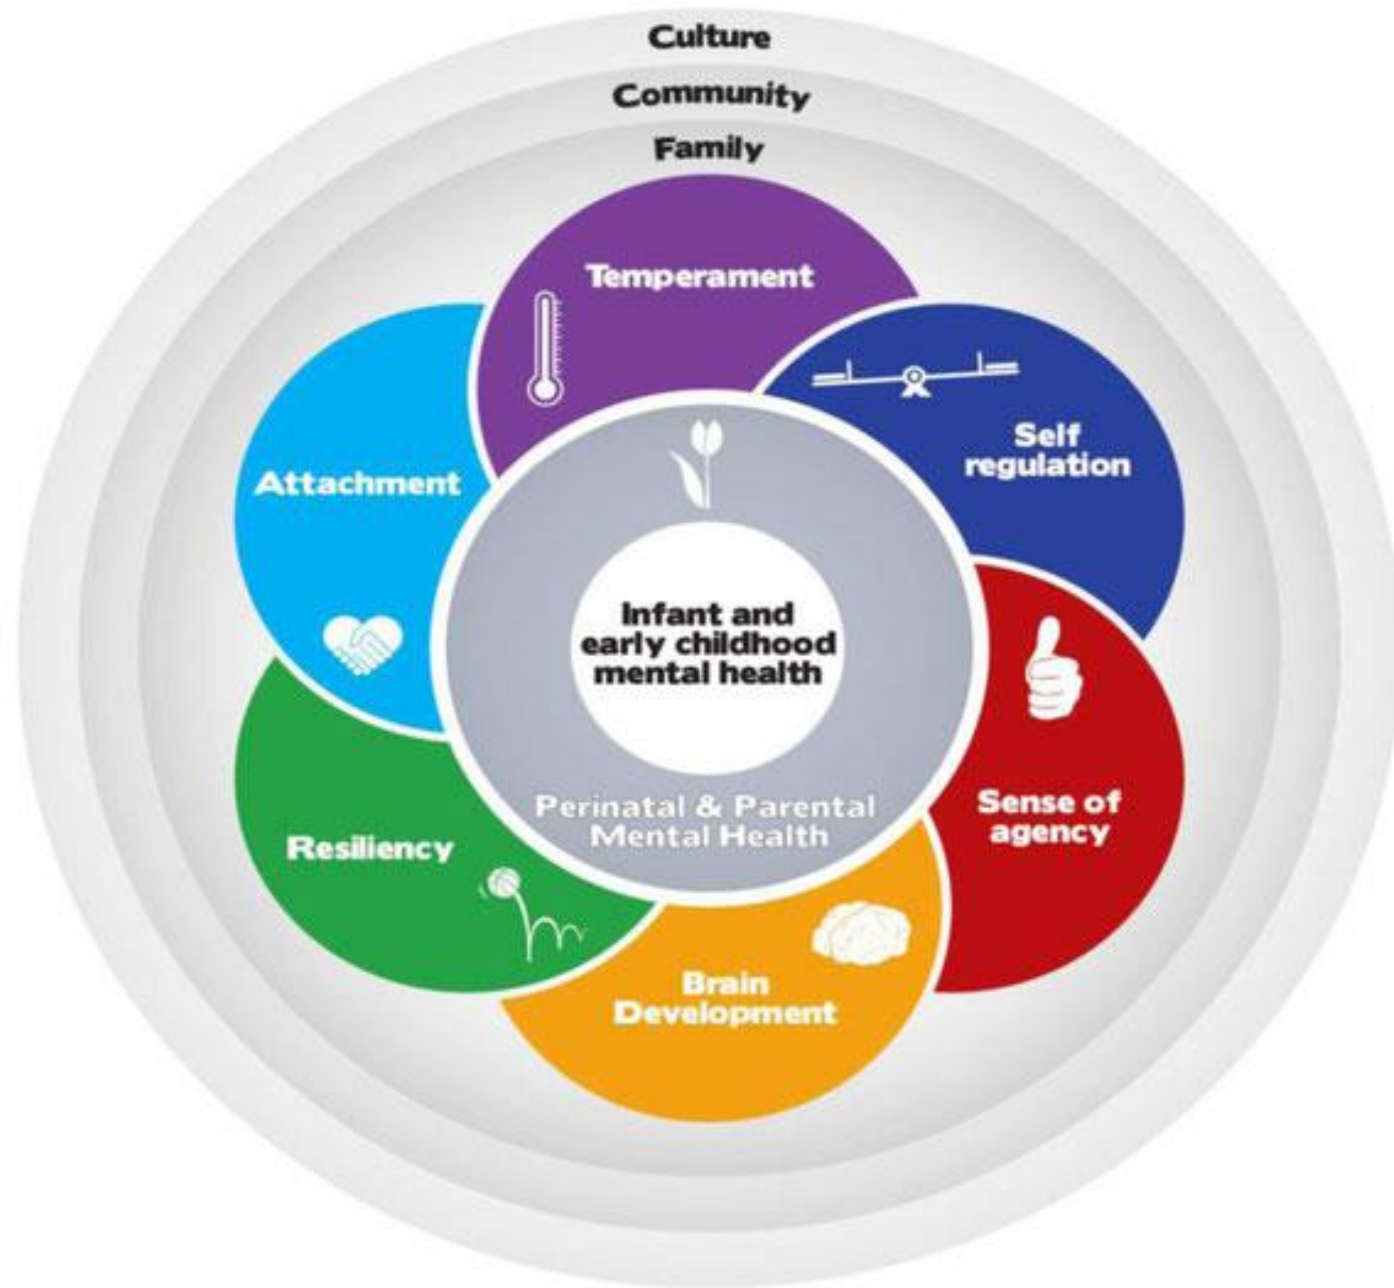 Culture
Community
Family
Temperament
Self
regulation
Attachment
Infant and
early childhood
mental health
Sense of
agency
Perinatal & Parental
Mental Health
Resiliency
Brain
Development